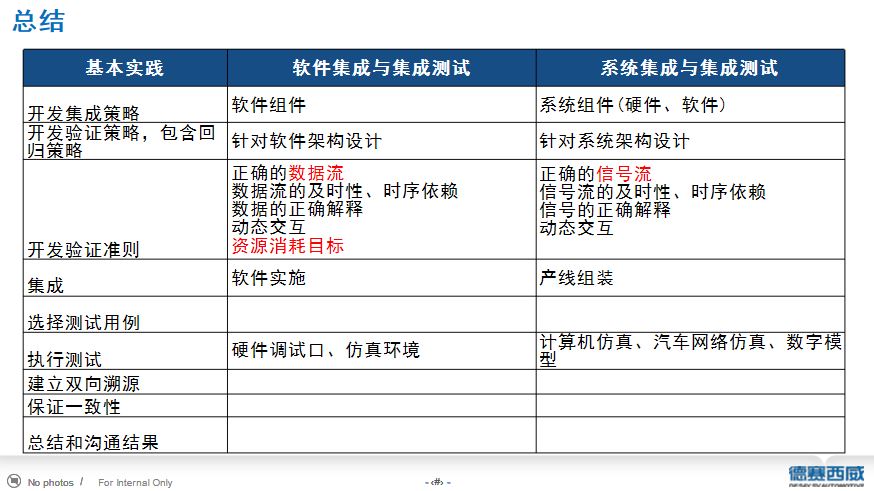 总结
基本实践 软件集成与集成测试 系统集成与集成测试
开发集成策略 软件组件 系统组件(硬件、软件)
开发验证策略，包含回
归策略
针对软件架构设计 针对系统架构设计
开发验证准则
正确的数据流
数据流的及时性、时序依赖
数据的正确解释
动态交互
资源消耗目标
正确的信号流
信号流的及时性、时序依赖
信号的正确解释
动态交互
集成 软件实施 产线组装
选择测试用例
执行测试 硬件调试口、仿真环境
计算机仿真、汽车网络仿真、数字模
型
建立双向溯源
保证一致性
总结和沟通结果
No photos / For Internal Only
-‹#› -
德赛西威
DESAY SV AUTOMOTIVE